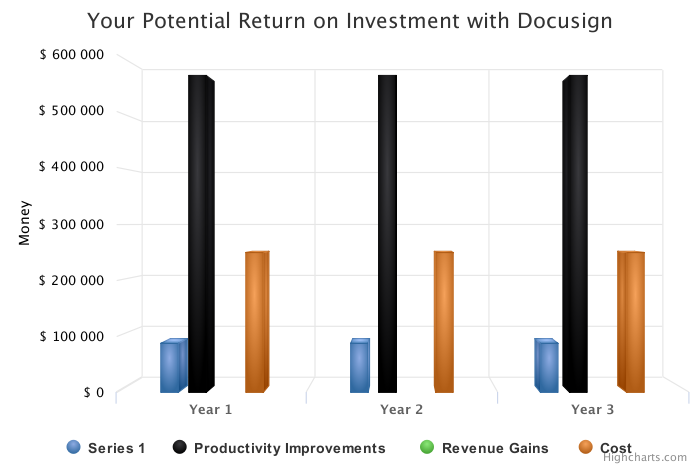 Your Potential Return on Investment with Docusign
$ 600 000
$ 500 000
$ 400 000
$ 300 000
$ 200 000
$ 100 000
$ 0
Money
Year 1
Year 2
Year 3
Series 1
Productivity Improvements
Revenue Gains
Cost
Highcharts.com